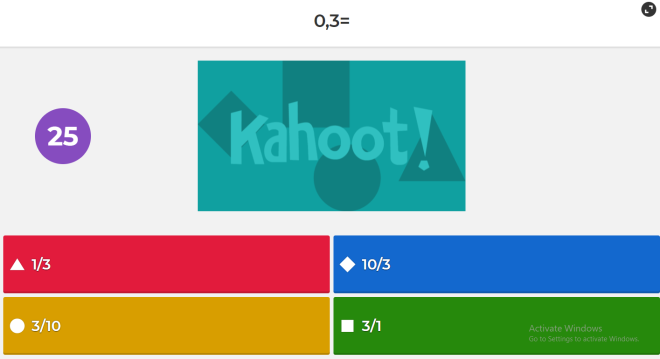 0,3=
25
Kahoot!
1/3
10/3
3/10
3/1
Activate Windows
Go to Settings to activate Windows.